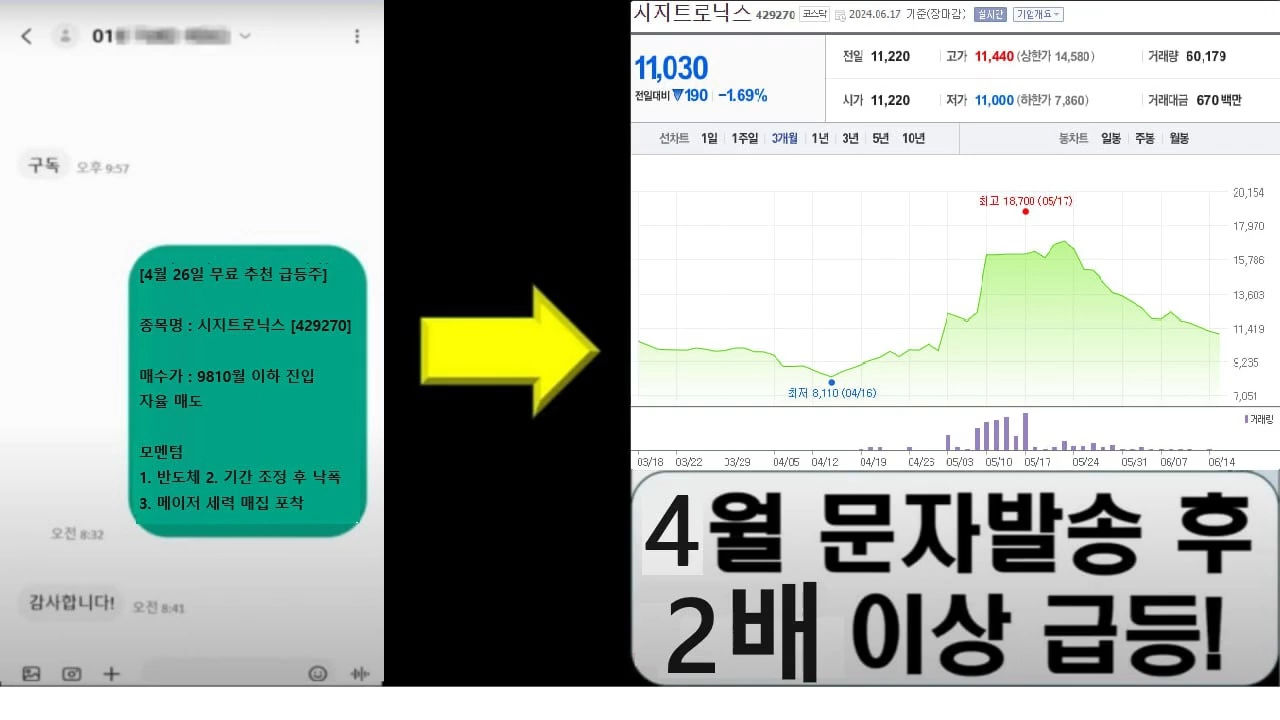 01
구독
오후 9:57
[4월 26일 무료 추천 급등주]
종목명 : 시지트로닉스 [429270]
매수가 : 9810월 이하 진입
자율 매도
모멘텀
1. 반도체 2. 기간 조정 후 낙폭
3. 메이저 세력 매집 포착
오전 8:32
감사합니다!
오전 8:41
시지트로닉스 429270 코스닥 2024.06.17 기준(장마감) 실시간 기업개요
11,030
전일대비 ▼190 -1.69%
전일 11,220 고가 11,440 (상한가 14,580) 거래량 60,179
시가 11,220 저가 11,000 (하한가 7,860) 거래대금 670 백만
선차트 1일 1주일 3개월 1년 3년 5년 10년 봉차트 일봉 주봉 월봉
최고 18,700 (05/17)
최저 8,110 (04/16)
20,154
17,970
15,786
13,603
11,419
9,235
7,051
거래량
03/18 03/22 03/29 04/05 04/12 04/19 04/26 05/03 05/10 05/17 05/24 05/31 06/07 06/14
4월 문자발송 후
2배 이상 급등!